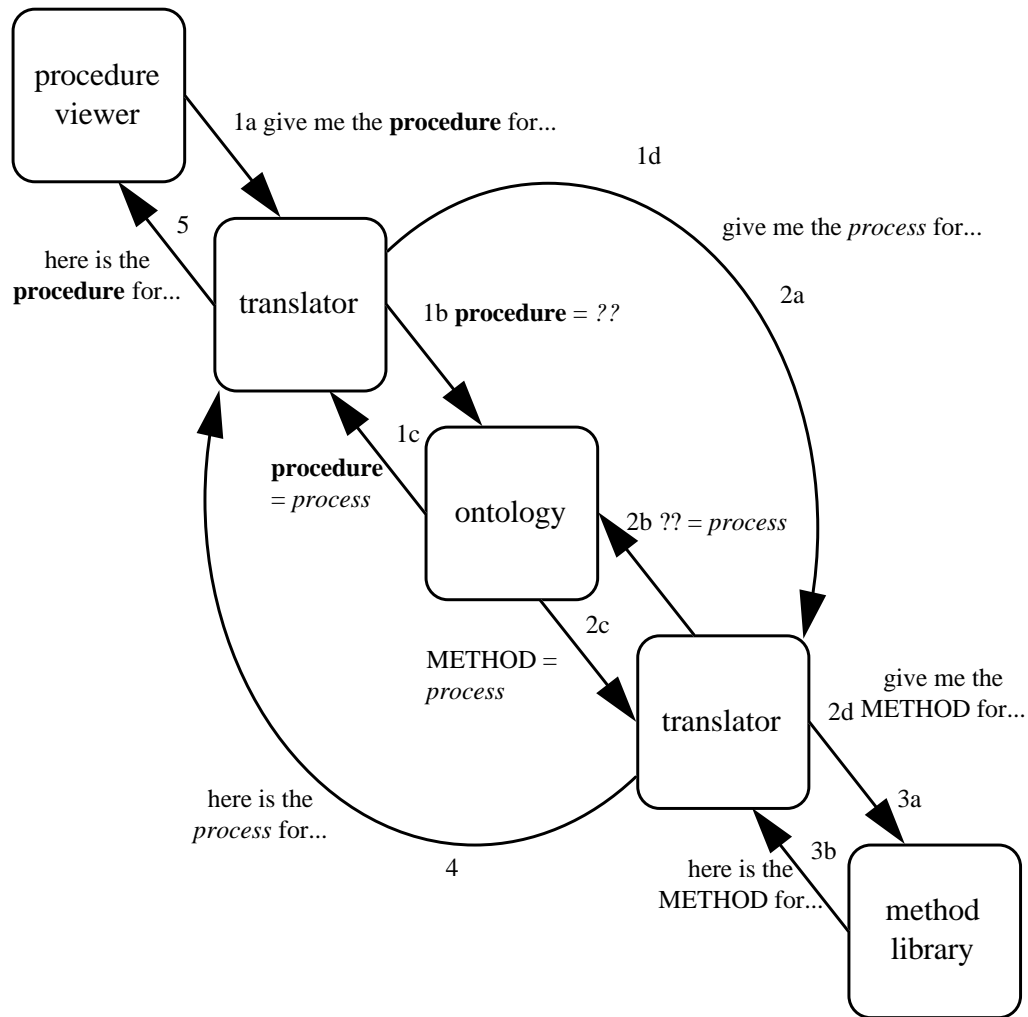 procedure
viewer
1a give me the procedure for...
1d
5
give me the process for...
here is the
procedure for...
translator
2a
1b procedure = ??
1c
procedure
= process
ontology
2b ?? = process
2c
METHOD =
process
translator
give me the
2d METHOD for...
here is the
process for...
3a
4
3b
here is the
METHOD for...
method
library